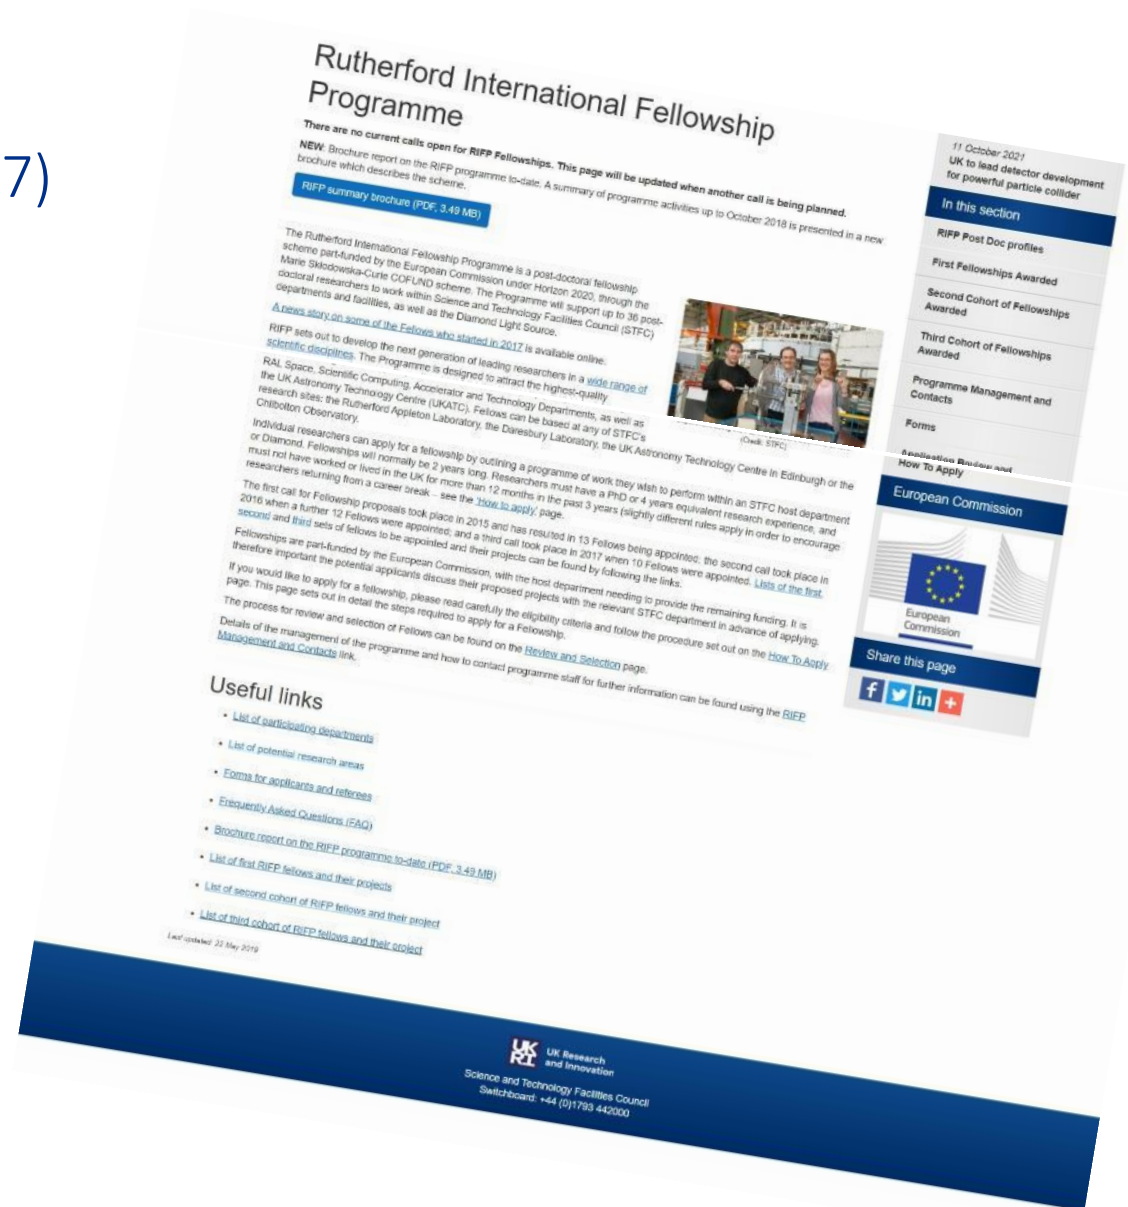 7)
Rutherford International Fellowship
Programme
There are no current calls open for RIFP Fellowships. This page will be updated when another call is being planned.
NEW: Brochure report on the RIFP programme to-date. A summary of programme activities up to October 2018 is presented in a new
brochure which describes the scheme.
RIFP summary brochure (PDF, 3.49 MB)
The Rutherford International Fellowship Programme is a post-doctoral fellowship
scheme part-funded by the European Commission under Horizon 2020, through the
Marie Skłodowska-Curie COFUND scheme. The Programme will support up to 36 post-
doctoral researchers to work within Science and Technology Facilities Council (STFC)
departments and facilities, as well as the Diamond Light Source.
A news story on some of the Fellows who started in 2017 is available online.
RIFP sets out to develop the next generation of leading researchers in a wide range of
scientific disciplines. The Programme is designed to attract the highest-quality
RAL Space, Scientific Computing, Accelerator and Technology Departments, as well as
the UK Astronomy Technology Centre (UKATC). Fellows can be based at any of STFC's
research sites: the Rutherford Appleton Laboratory, the Daresbury Laboratory, the UK Astronomy Technology Centre in Edinburgh or the
Chilbolton Observatory.
(Credit: STFC)
Individual researchers can apply for a fellowship by outlining a programme of work they wish to perform within an STFC host department
or Diamond. Fellowships will normally be 2 years long. Researchers must have a PhD or 4 years equivalent research experience, and
must not have worked or lived in the UK for more than 12 months in the past 3 years (slightly different rules apply in order to encourage
researchers returning from a career break – see the 'How to apply' page.
The first call for Fellowship proposals took place in 2015 and has resulted in 13 Fellows being appointed; the second call took place in
2016 when a further 12 Fellows were appointed; and a third call took place in 2017 when 10 Fellows were appointed. Lists of the first,
second and third sets of fellows to be appointed and their projects can be found by following the links.
Fellowships are part-funded by the European Commission, with the host department needing to provide the remaining funding. It is
therefore important the potential applicants discuss their proposed projects with the relevant STFC department in advance of applying.
If you would like to apply for a fellowship, please read carefully the eligibility criteria and follow the procedure set out on the How To Apply
page. This page sets out in detail the steps required to apply for a Fellowship.
The process for review and selection of Fellows can be found on the Review and Selection page.
Details of the management of the programme and how to contact programme staff for further information can be found using the RIFP
Management and Contacts link.
Useful links
• List of participating departments
• List of potential research areas
• Forms for applicants and referees
• Frequently Asked Questions (FAQ)
• Brochure report on the RIFP programme to-date (PDF, 3.49 MB)
• List of first RIFP fellows and their projects
• List of second cohort of RIFP fellows and their project
• List of third cohort of RIFP fellows and their project
Last updated: 22 May 2019
11 October 2021
UK to lead detector development
for powerful particle collider
In this section
RIFP Post Doc profiles
First Fellowships Awarded
Second Cohort of Fellowships
Awarded
Third Cohort of Fellowships
Awarded
Programme Management and
Contacts
Forms
Application Review and
How To Apply
European Commission
European
Commission
Share this page
f in +
UK
RI
UK Research
and Innovation
Science and Technology Facilities Council
Switchboard: +44 (0)1793 442000